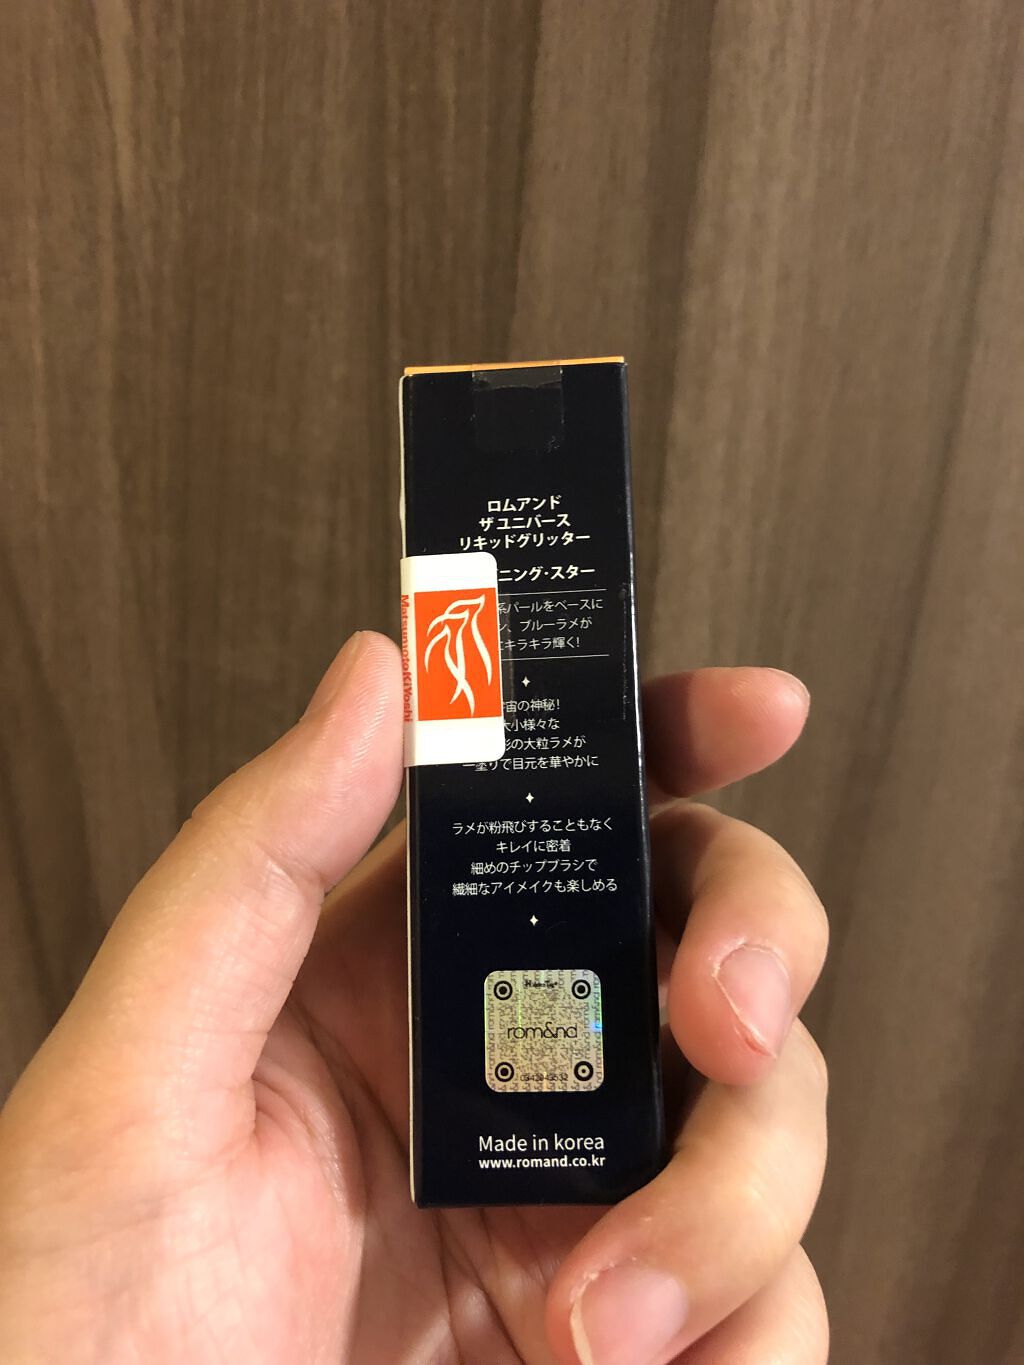 ロムアンド
ザ ユニバース
リキッドグリッター
ニング・スター
系パールをベースに
ン、ブルーラメが
にキラキラ輝く!
宙の神秘!
大小様々な
形の大粒ラメが
一塗りで目元を華やかに
ラメが粉飛びすることもなく
キレイに密着
細めのチップブラシで
繊細なアイメイクも楽しめる
MatsumotoKiYoshi
HiddenTag
rom&nd
Made in korea
www.romand.co.kr